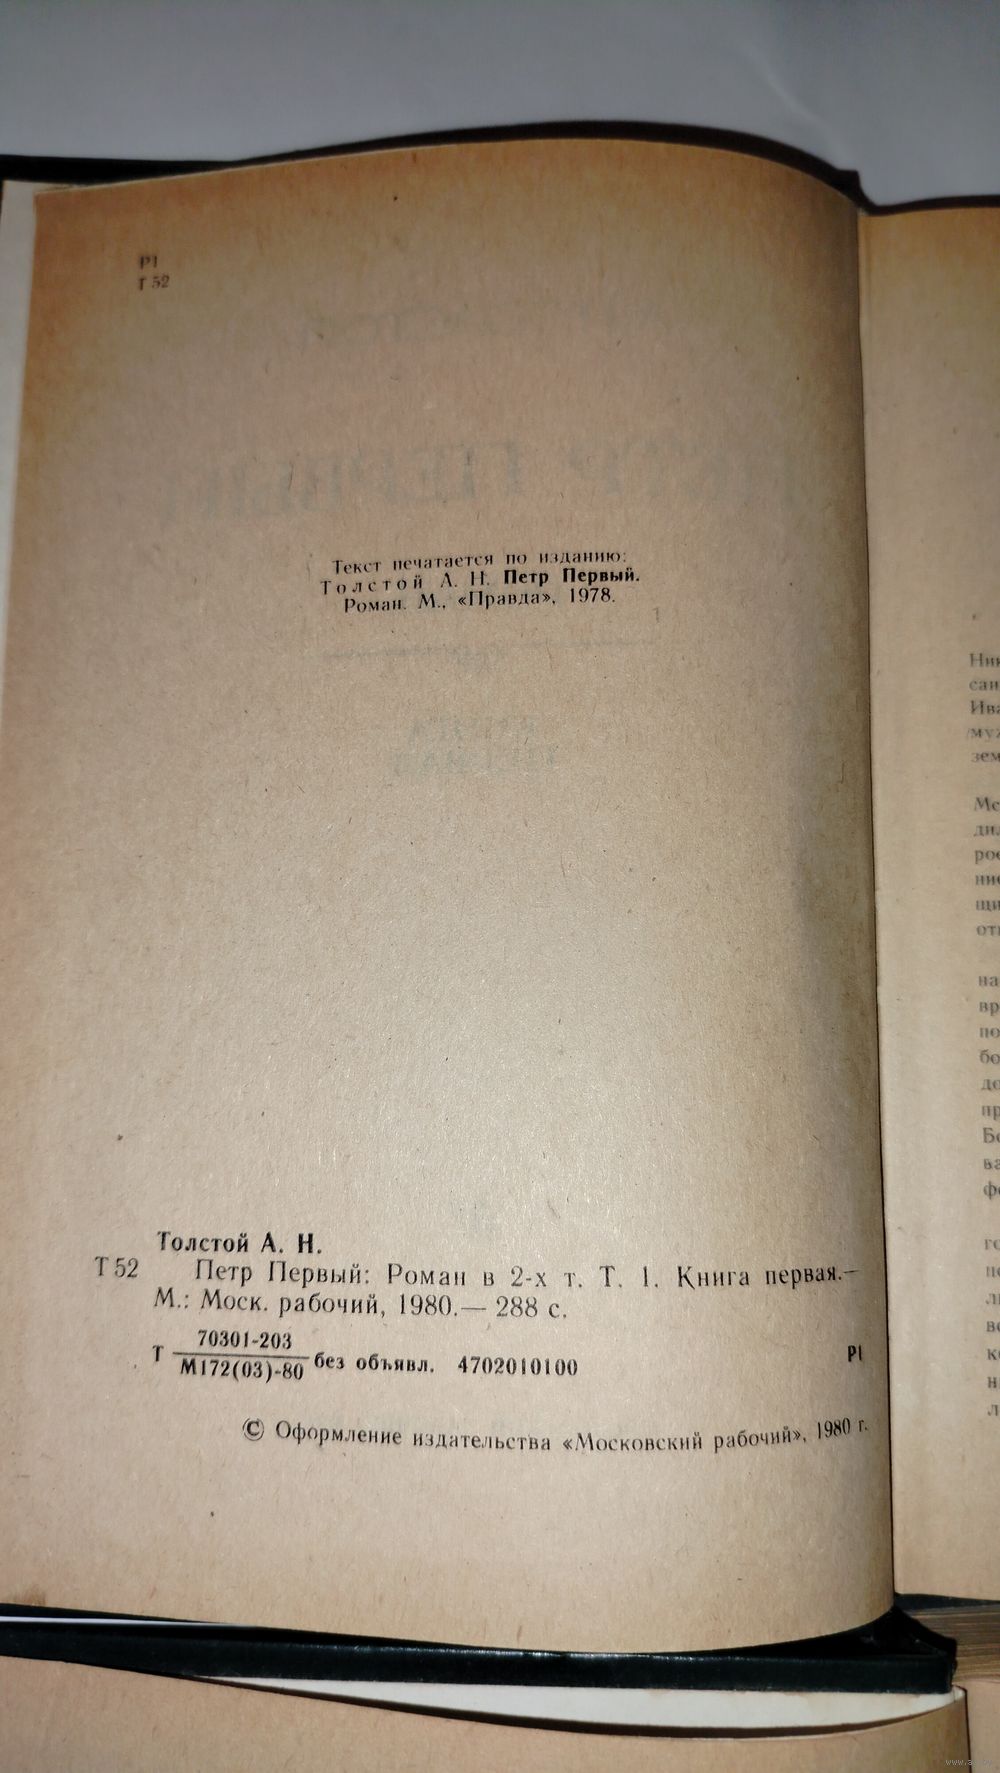 Р1
Т 52
Текст печатается по изданию:
Толстой А. Н. Петр Первый.
Роман. М., «Правда», 1978.
Толстой А. Н.
Т 52 Петр Первый: Роман в 2-х т. Т. 1. Книга первая.—
М.: Моск. рабочий, 1980.— 288 с.
70301-203
Т М172(03)-80 без объявл. 4702010100 Р1
© Оформление издательства «Московский рабочий», 1980 г.
на